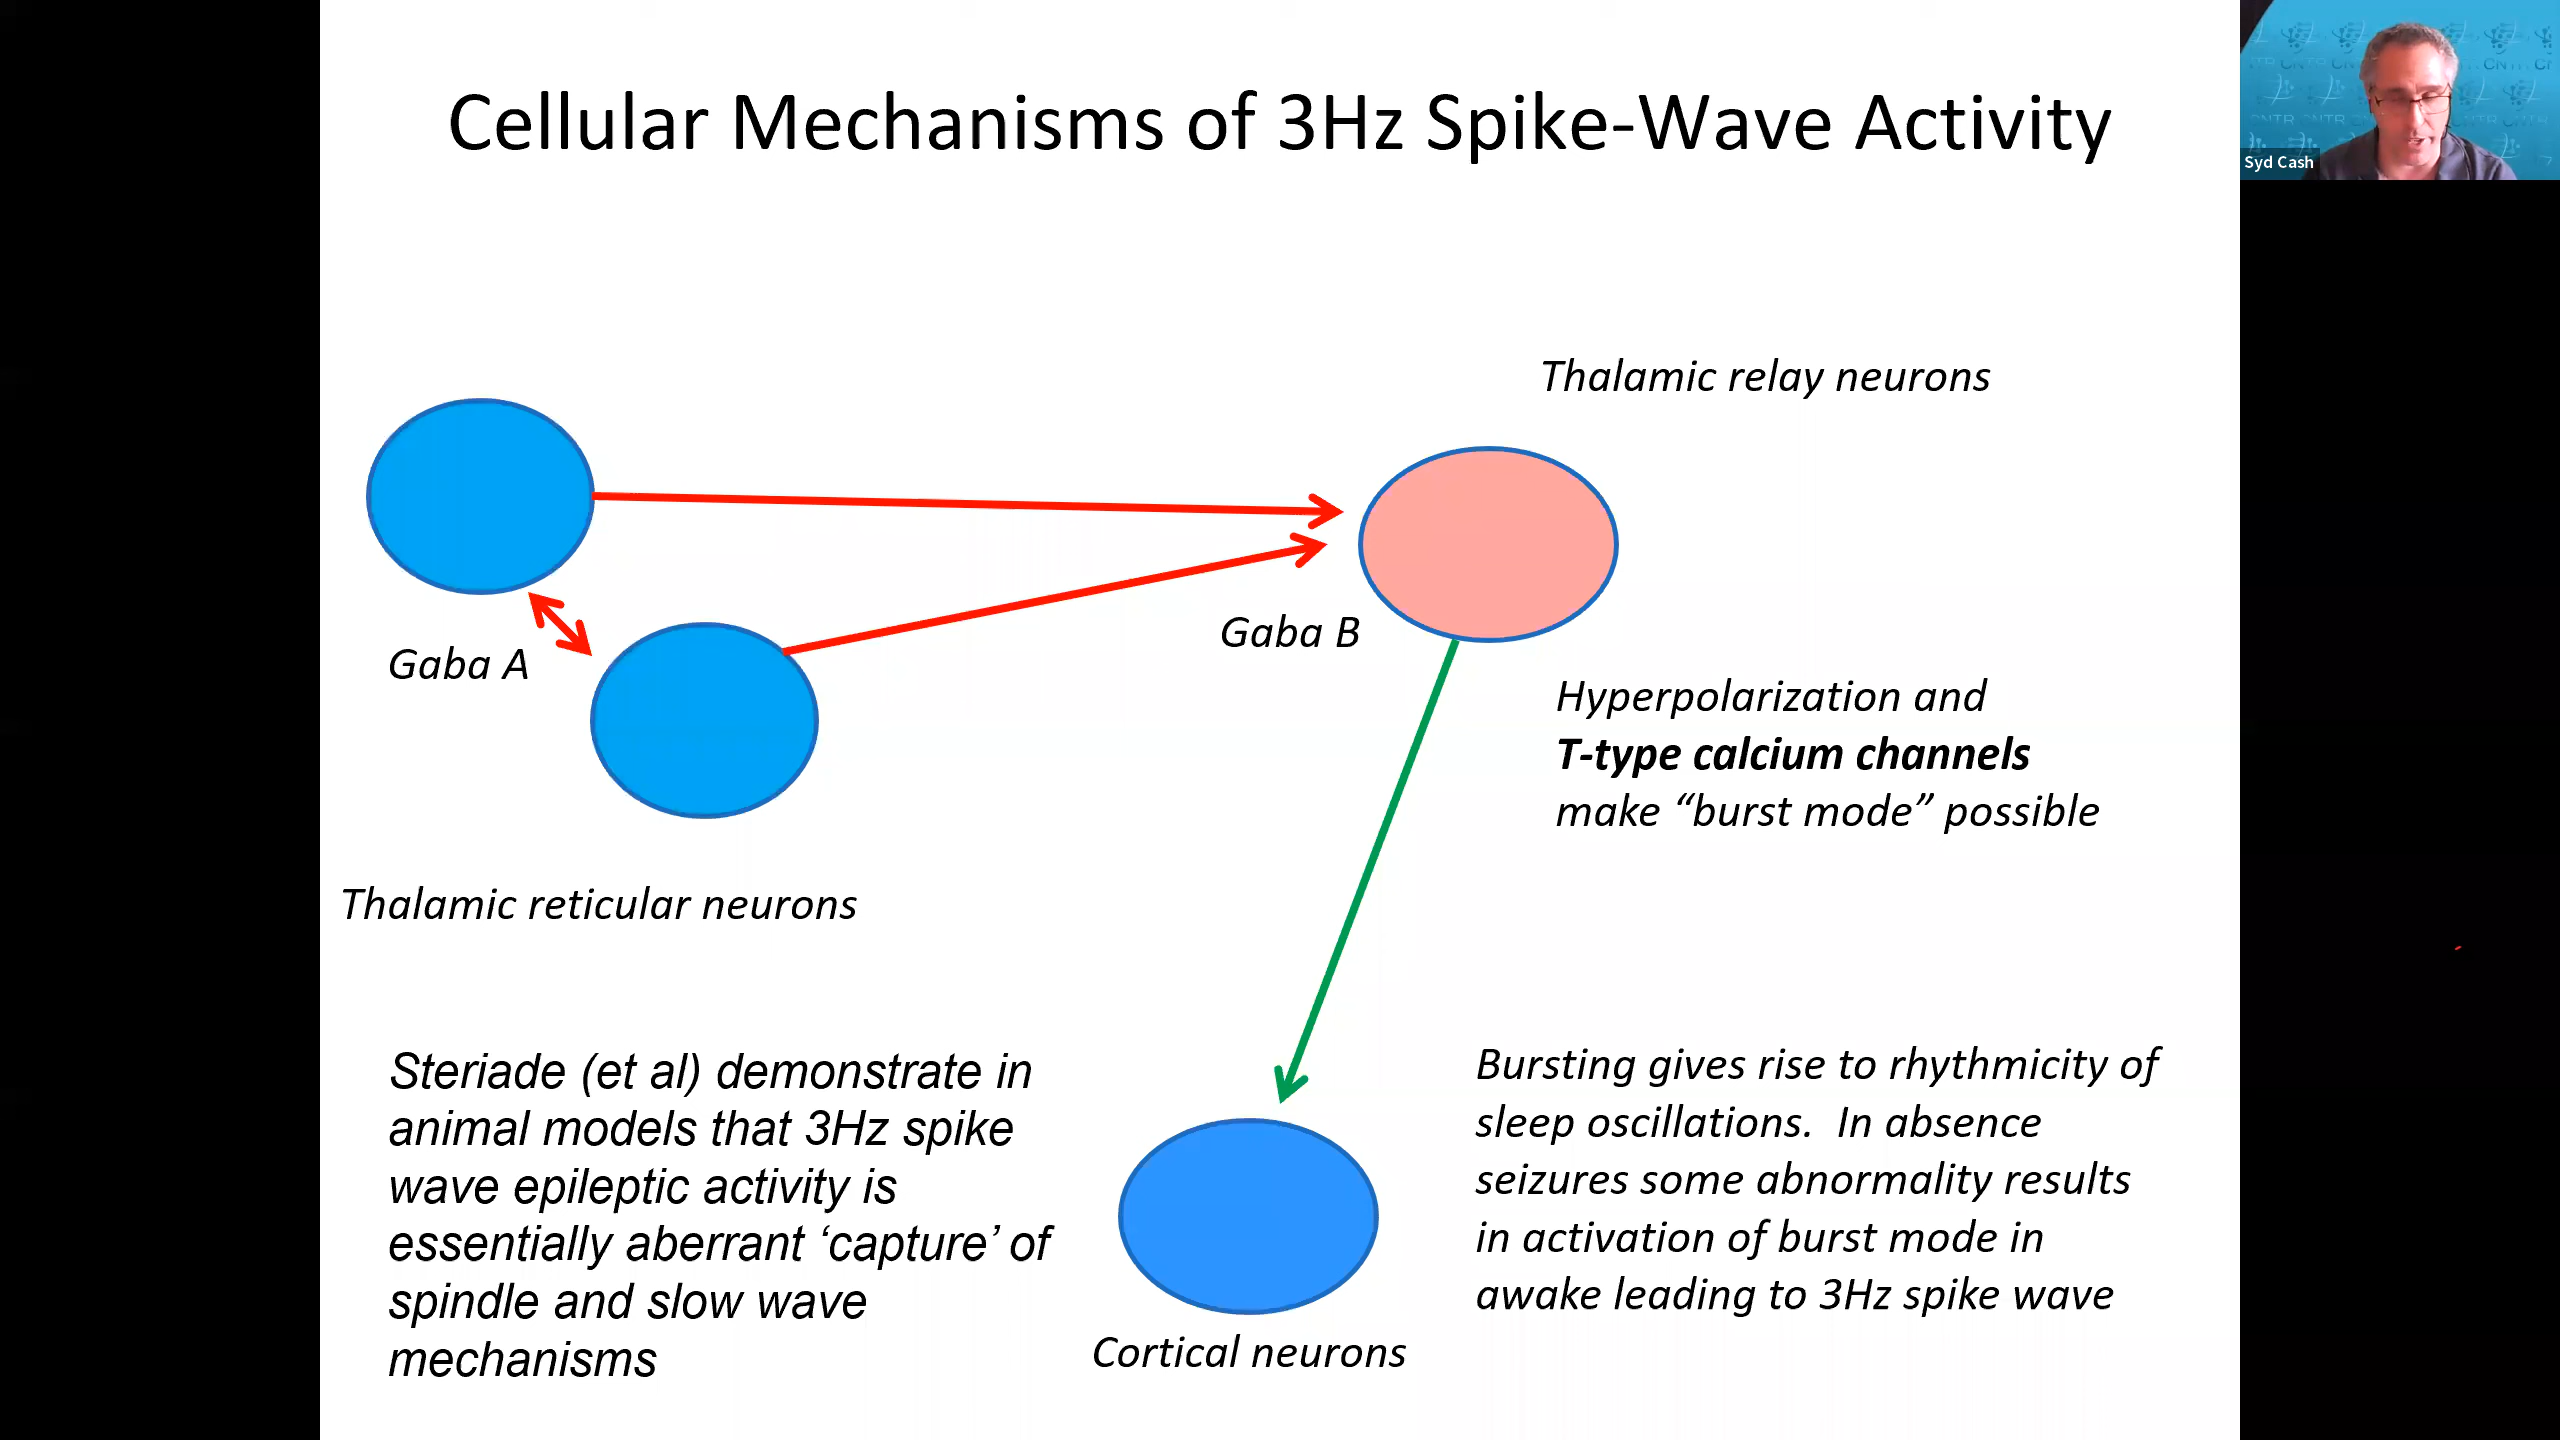 Cellular Mechanisms of 3Hz Spike-Wave Activity
Syd Cash
Thalamic relay neurons
Gaba A
Gaba B
Hyperpolarization and
T-type calcium channels
make “burst mode” possible
Thalamic reticular neurons
Steriade (et al) demonstrate in
animal models that 3Hz spike
wave epileptic activity is
essentially aberrant ‘capture’ of
spindle and slow wave
mechanisms
Bursting gives rise to rhythmicity of
sleep oscillations. In absence
seizures some abnormality results
in activation of burst mode in
awake leading to 3Hz spike wave
Cortical neurons